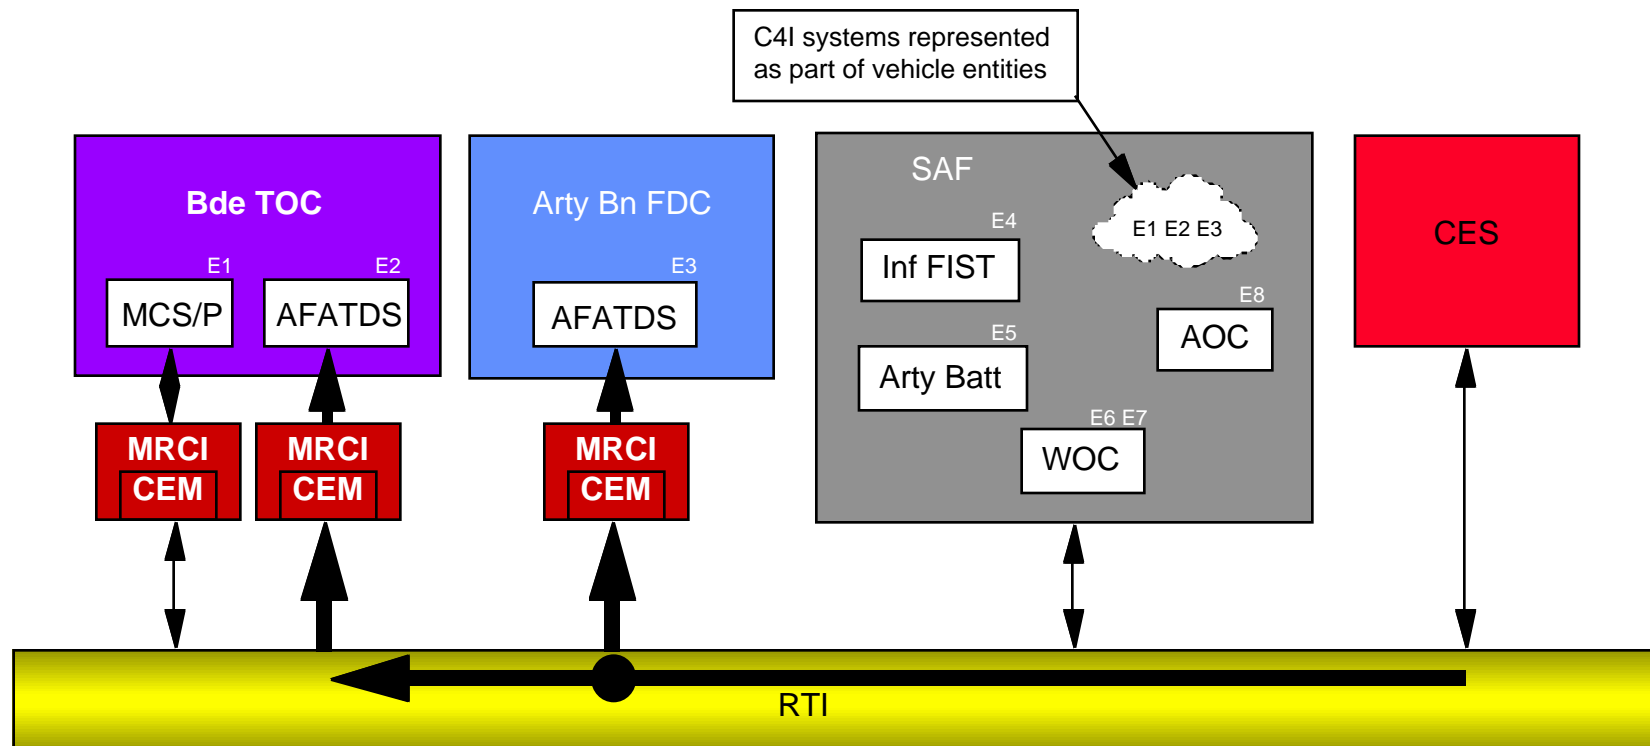 C4I systems represented
as part of vehicle entities
Bde TOC
E1
MCS/P
E2
AFATDS
MRCI
CEM
MRCI
CEM
Arty Bn FDC
E3
AFATDS
MRCI
CEM
SAF
E4
Inf FIST
E1 E2 E3
E8
AOC
E5
Arty Batt
E6 E7
WOC
CES
RTI